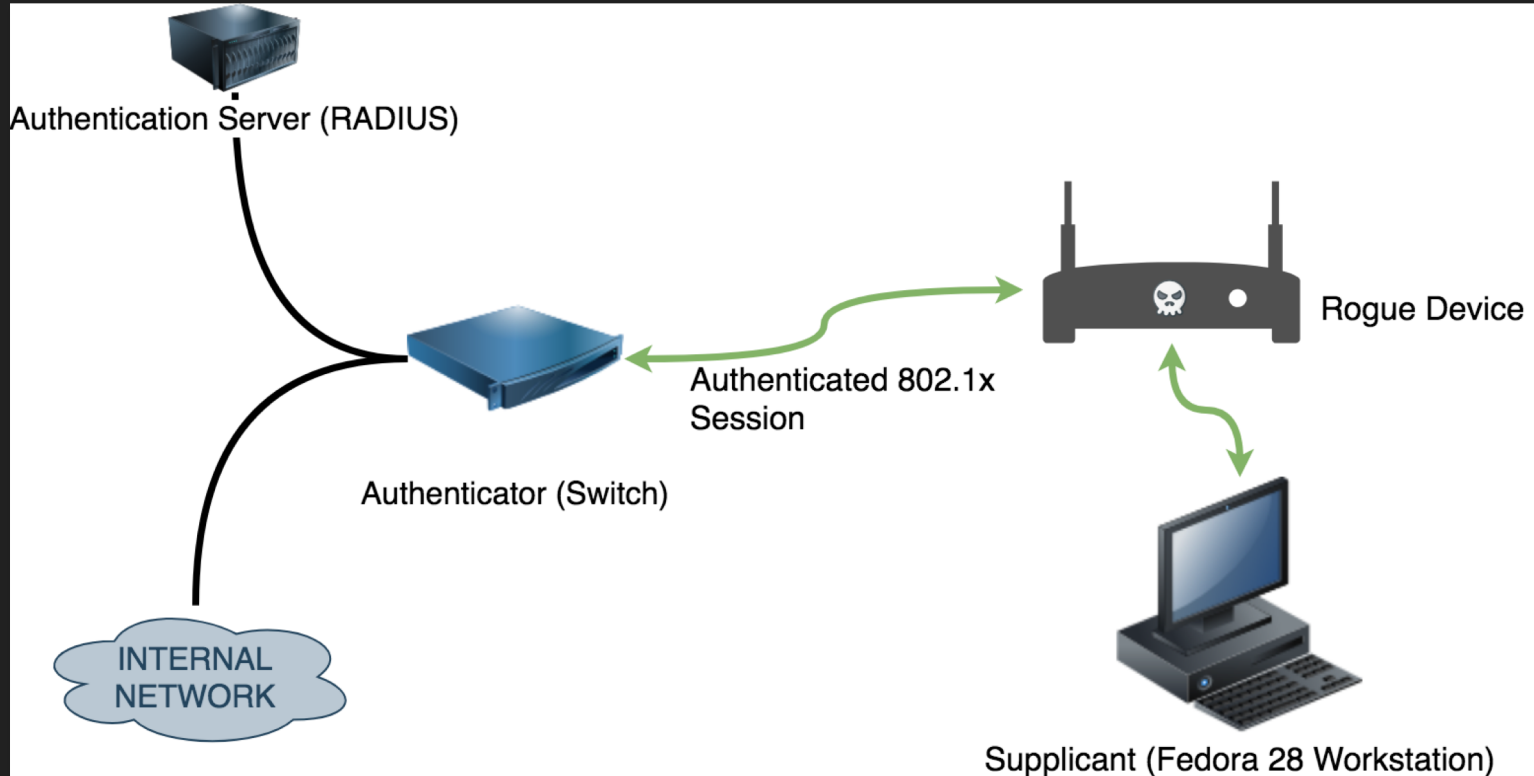 Authentication Server (RADIUS)
Rogue Device
Authenticated 802.1x
Session
Authenticator (Switch)
INTERNAL
NETWORK
Supplicant (Fedora 28 Workstation)